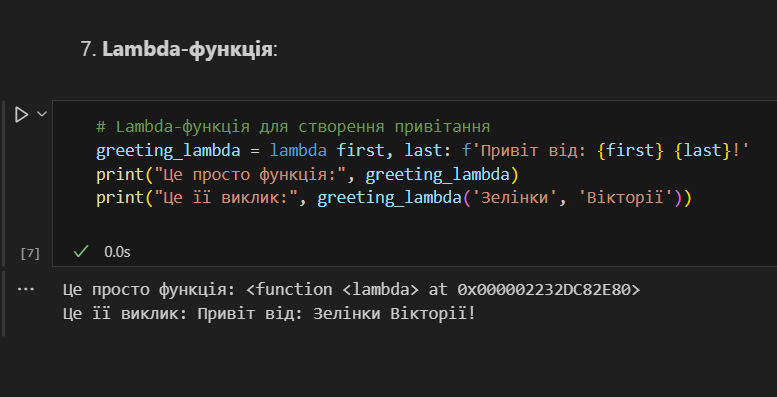 7. Lambda-функція:
# Lambda-функція для створення привітання
greeting_lambda = lambda first, last: f'Привіт від: {first} {last}!'
print("Це просто функція:", greeting_lambda)
print("Це її виклик:", greeting_lambda('Зелінки', 'Вікторії'))
[7]
0.0s
Це просто функція: <function <lambda> at 0x000002232DC82E80>
Це її виклик: Привіт від: Зелінки Вікторії!